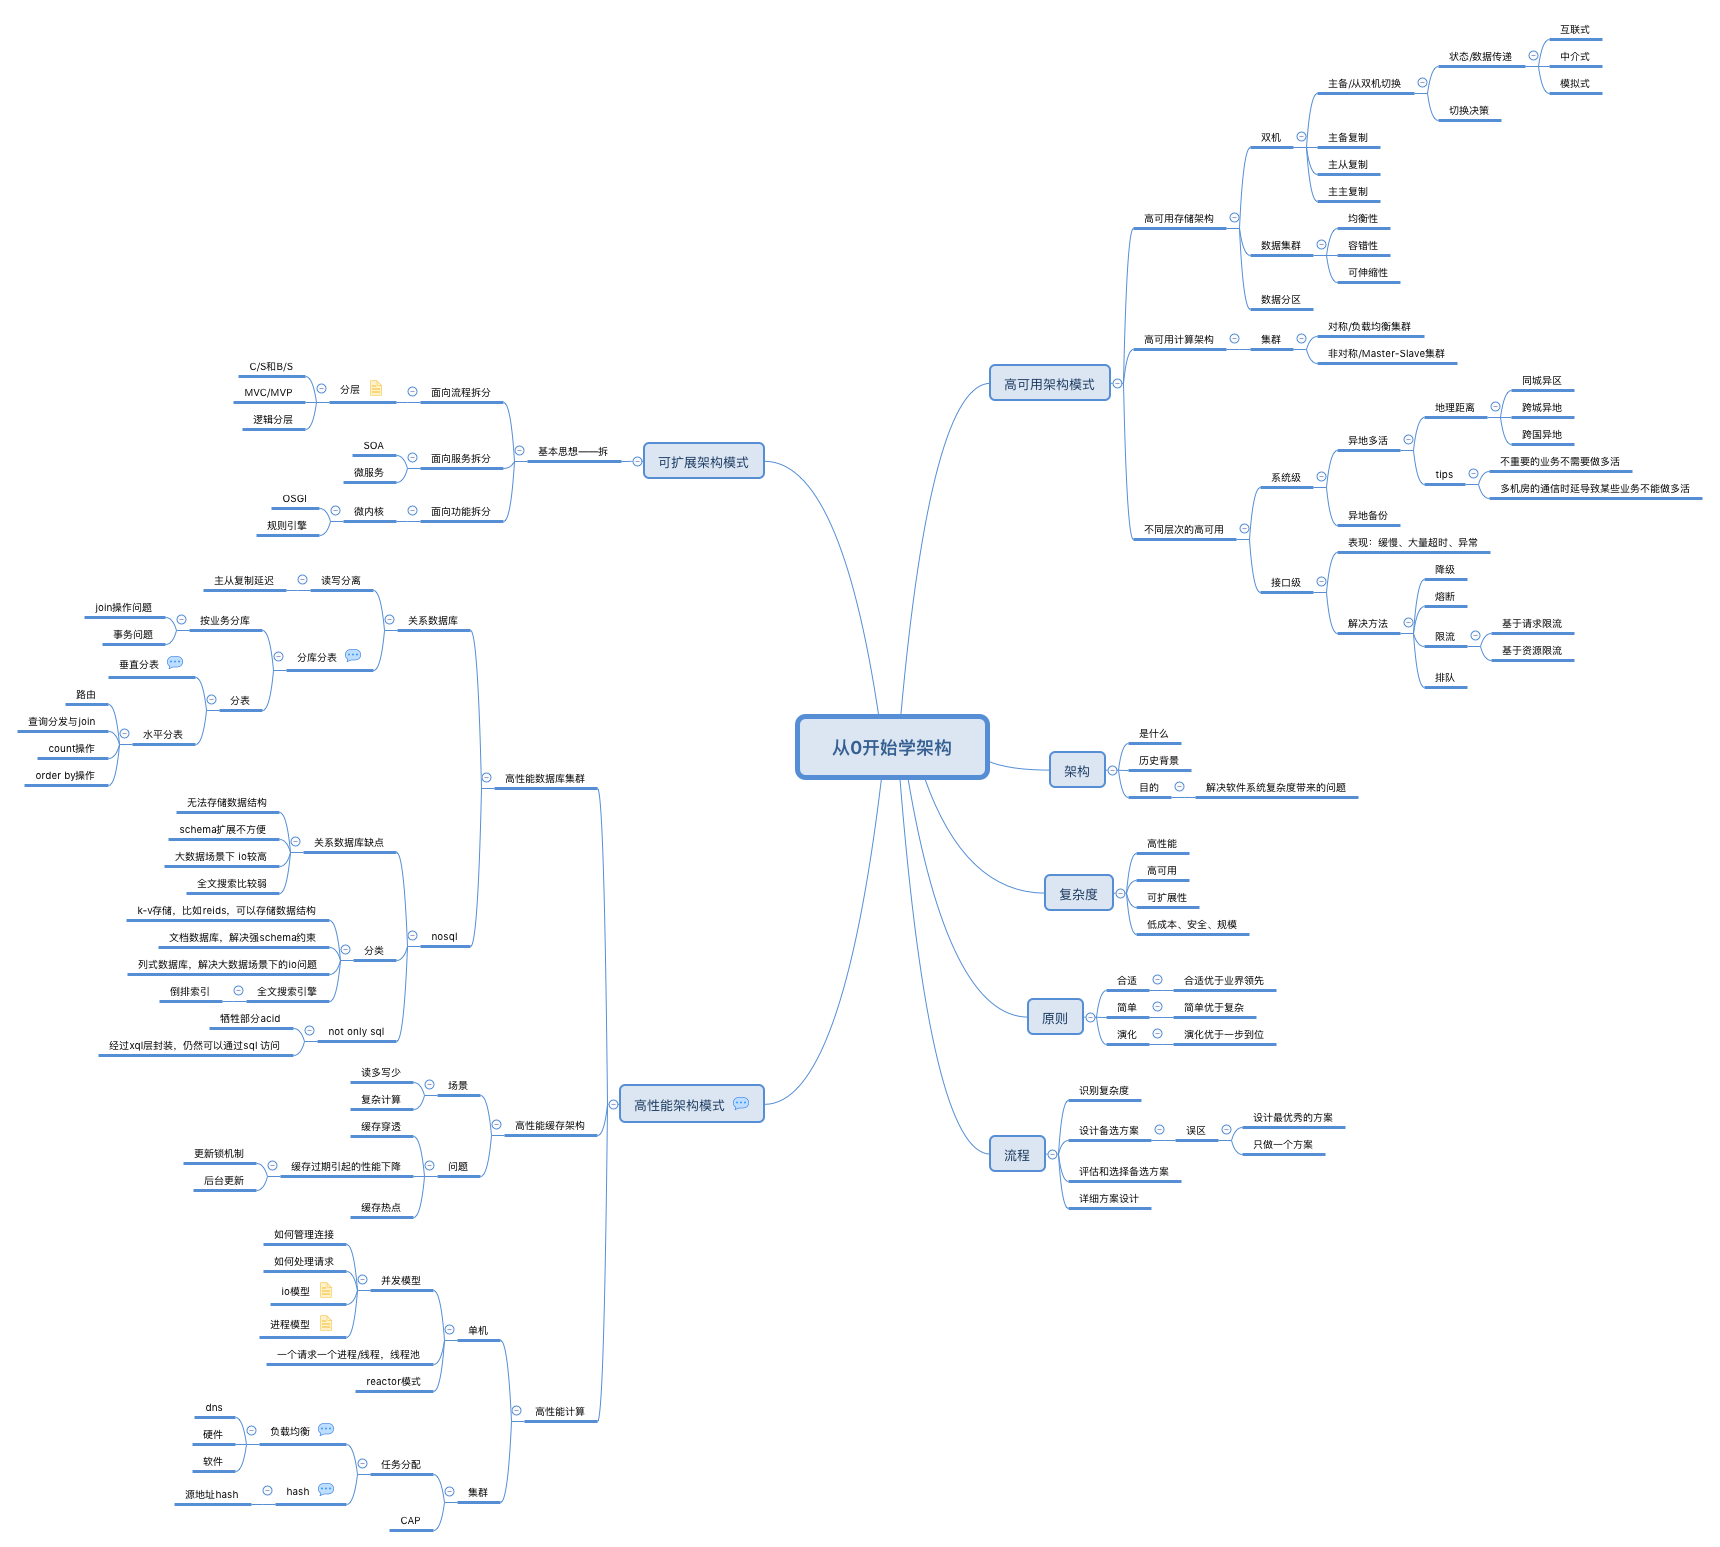 从0开始学架构
高可用架构模式
高可用存储架构
双机
主备/从双机切换
状态/数据传递
互联式
中介式
模拟式
切换决策
主备复制
主从复制
主主复制
数据集群
均衡性
容错性
可伸缩性
数据分区
高可用计算架构
集群
对称/负载均衡集群
非对称/Master-Slave集群
不同层次的高可用
系统级
异地多活
地理距离
同城异区
跨城异地
跨国异地
tips
不重要的业务不需要做多活
多机房的通信时延导致某些业务不能做多活
异地备份
接口级
表现：缓慢、大量超时、异常
解决方法
降级
熔断
限流
基于请求限流
基于资源限流
排队
架构
是什么
历史背景
目的
解决软件系统复杂度带来的问题
复杂度
高性能
高可用
可扩展性
低成本、安全、规模
原则
合适
合适优于业界领先
简单
简单优于复杂
演化
演化优于一步到位
流程
识别复杂度
设计备选方案
误区
设计最优秀的方案
只做一个方案
评估和选择备选方案
详细方案设计
可扩展架构模式
基本思想——拆
面向流程拆分
分层
C/S和B/S
MVC/MVP
逻辑分层
面向服务拆分
SOA
微服务
面向功能拆分
微内核
OSGI
规则引擎
高性能架构模式
高性能数据库集群
关系数据库
读写分离
主从复制延迟
分库分表
按业务分库
join操作问题
事务问题
分表
垂直分表
水平分表
路由
查询分发与join
count操作
order by操作
nosql
关系数据库缺点
无法存储数据结构
schema扩展不方便
大数据场景下 io较高
全文搜索比较弱
分类
k-v存储，比如reids，可以存储数据结构
文档数据库，解决强schema约束
列式数据库，解决大数据场景下的io问题
全文搜索引擎
倒排索引
not only sql
牺牲部分acid
经过xql层封装，仍然可以通过sql 访问
高性能缓存架构
场景
读多写少
复杂计算
问题
缓存穿透
缓存过期引起的性能下降
更新锁机制
后台更新
缓存热点
高性能计算
单机
并发模型
如何管理连接
如何处理请求
io模型
进程模型
一个请求一个进程/线程，线程池
reactor模式
集群
任务分配
负载均衡
dns
硬件
软件
hash
源地址hash
CAP